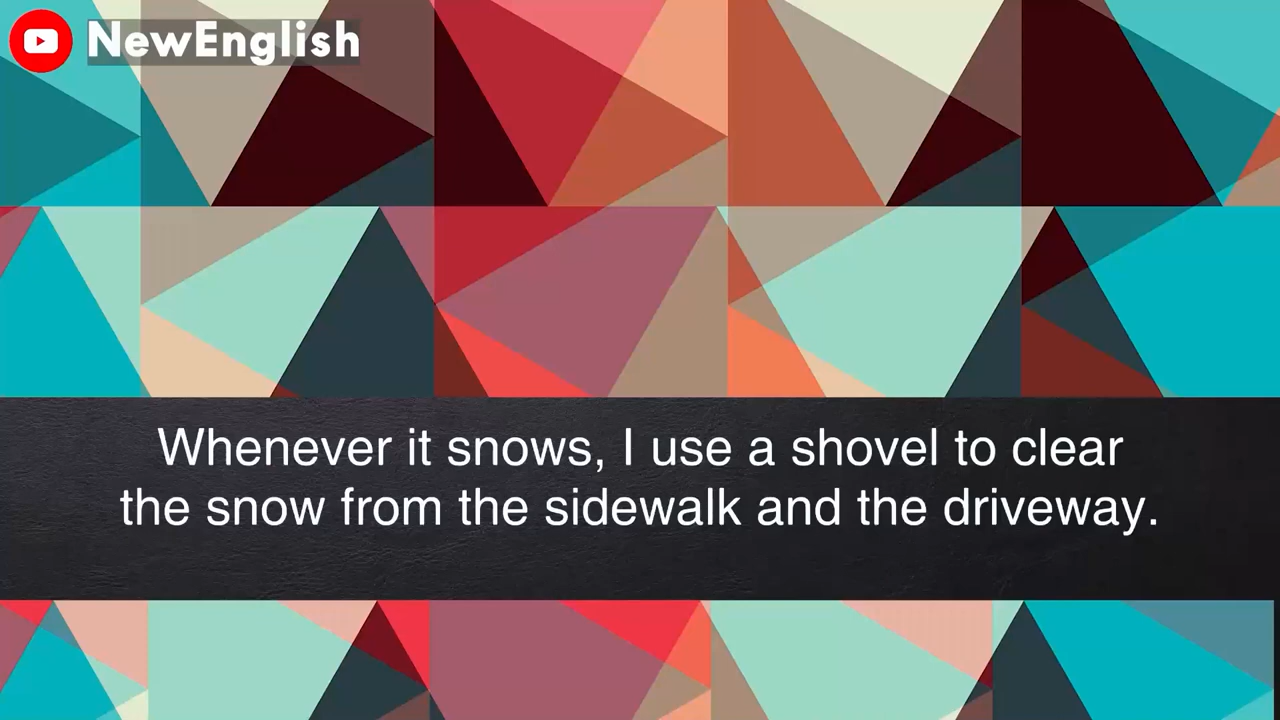 NewEnglish
Whenever it snows, I use a shovel to clear
the snow from the sidewalk and the driveway.